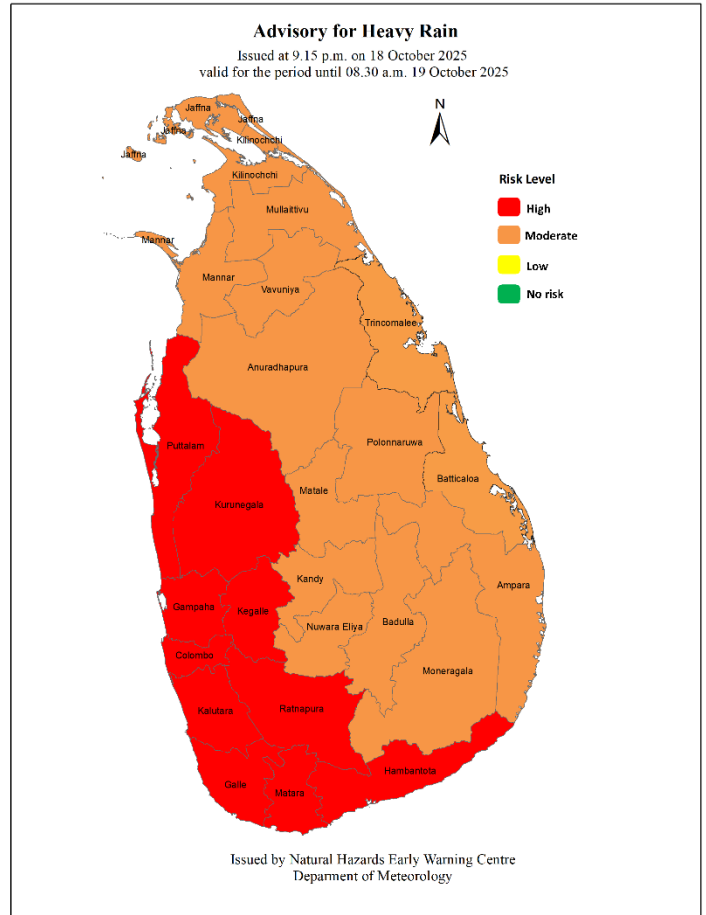 Advisory for Heavy Rain
Issued at 9.15 p.m. on 18 October 2025
valid for the period until 08.30 a.m. 19 October 2025
N
Jaffna
Jaffna
Jaffna
Kilinochchi
Jaffna
Kilinochchi
Mullaittivu
Mannar
Mannar
Vavuniya
Trincomalee
Anuradhapura
Puttalam
Polonnaruwa
Batticaloa
Matale
Kurunegala
Kandy
Ampara
Gampaha
Kegalle
Nuwara Eliya
Badulla
Colombo
Moneragala
Kalutara
Ratnapura
Hambantota
Galle
Matara
Risk Level
High
Moderate
Low
No risk
Issued by Natural Hazards Early Warning Centre
Deparment of Meteorology